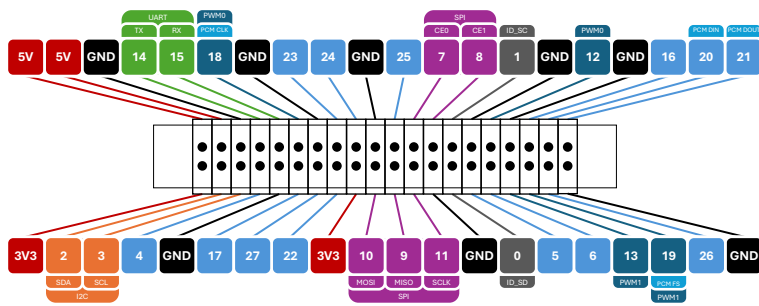 UART PWM0 SPI
TX RX PCM CLK CE0 CE1 ID_SC PWM0 PCM DIN PCM DOUT
5V 5V GND 14 15 18 GND 23 24 GND 25 7 8 1 GND 12 GND 16 20 21
3V3 2 3 4 GND 17 27 22 3V3 10 9 11 GND 0 5 6 13 19 26 GND
SDA SCL MOSI MISO SCLK ID_SD PWM1 PCM FS
I2C SPI PWM1